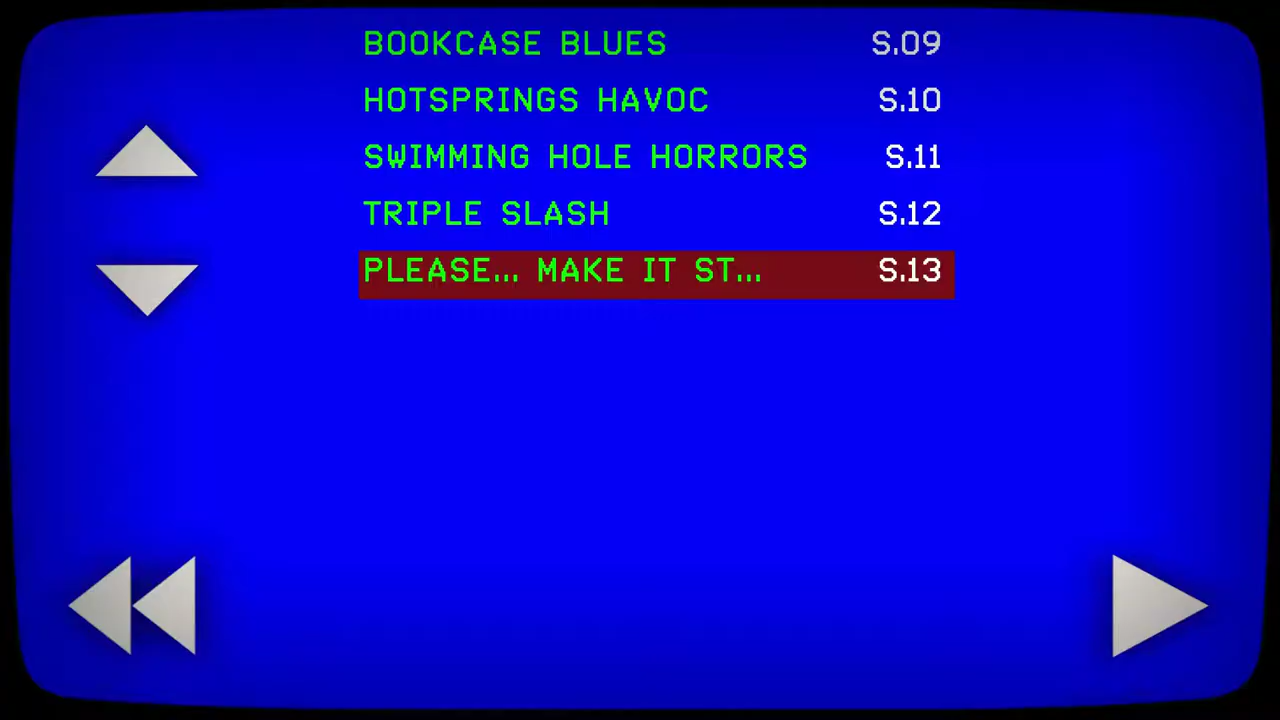 BOOKCASE BLUES S.09
HOTSPRINGS HAVOC S.10
SWIMMING HOLE HORRORS S.11
TRIPLE SLASH S.12
PLEASE... MAKE IT ST... S.13